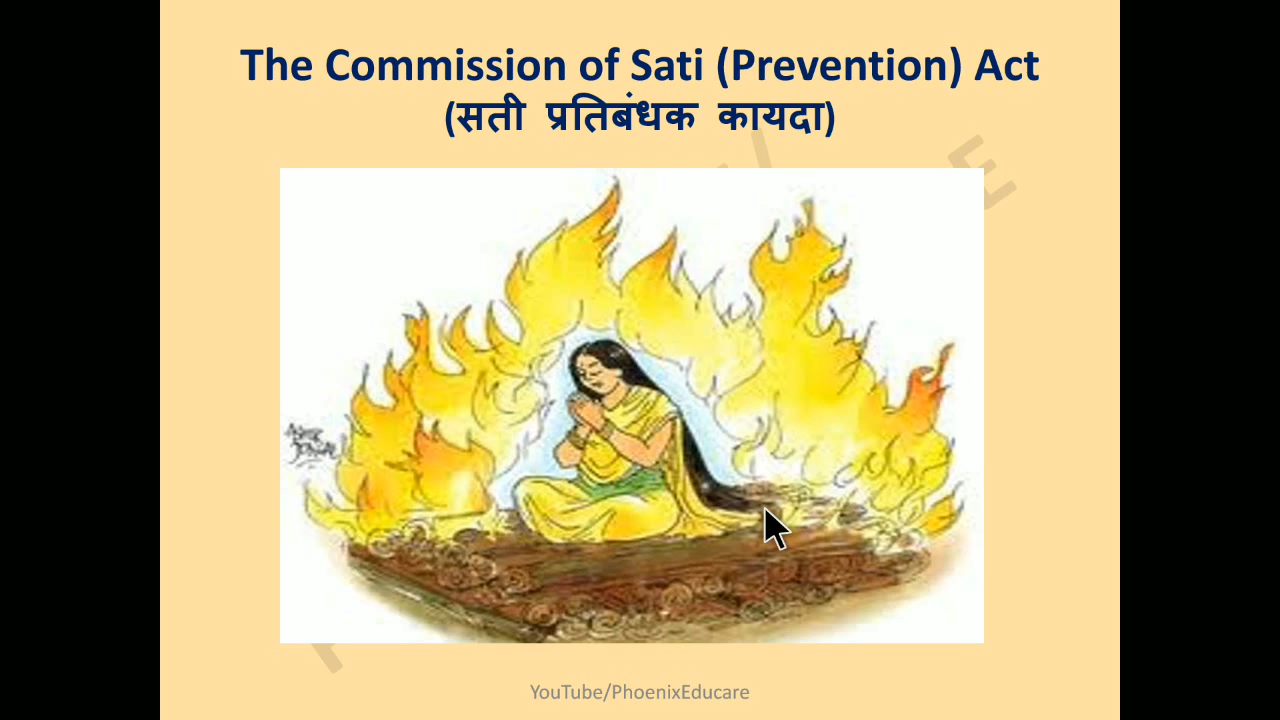 The Commission of Sati (Prevention) Act
(सती प्रतिबंधक कायदा)
YouTube/PhoenixEducare